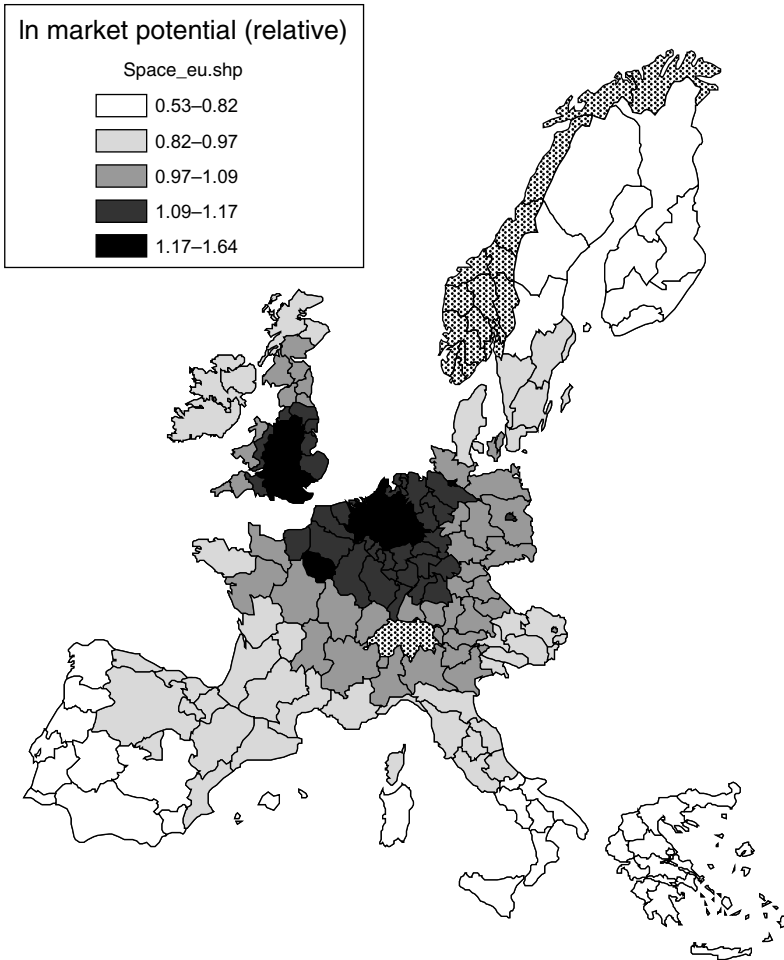 ln market potential (relative)
Space_eu.shp
0.53–0.82
0.82–0.97
0.97–1.09
1.09–1.17
1.17–1.64